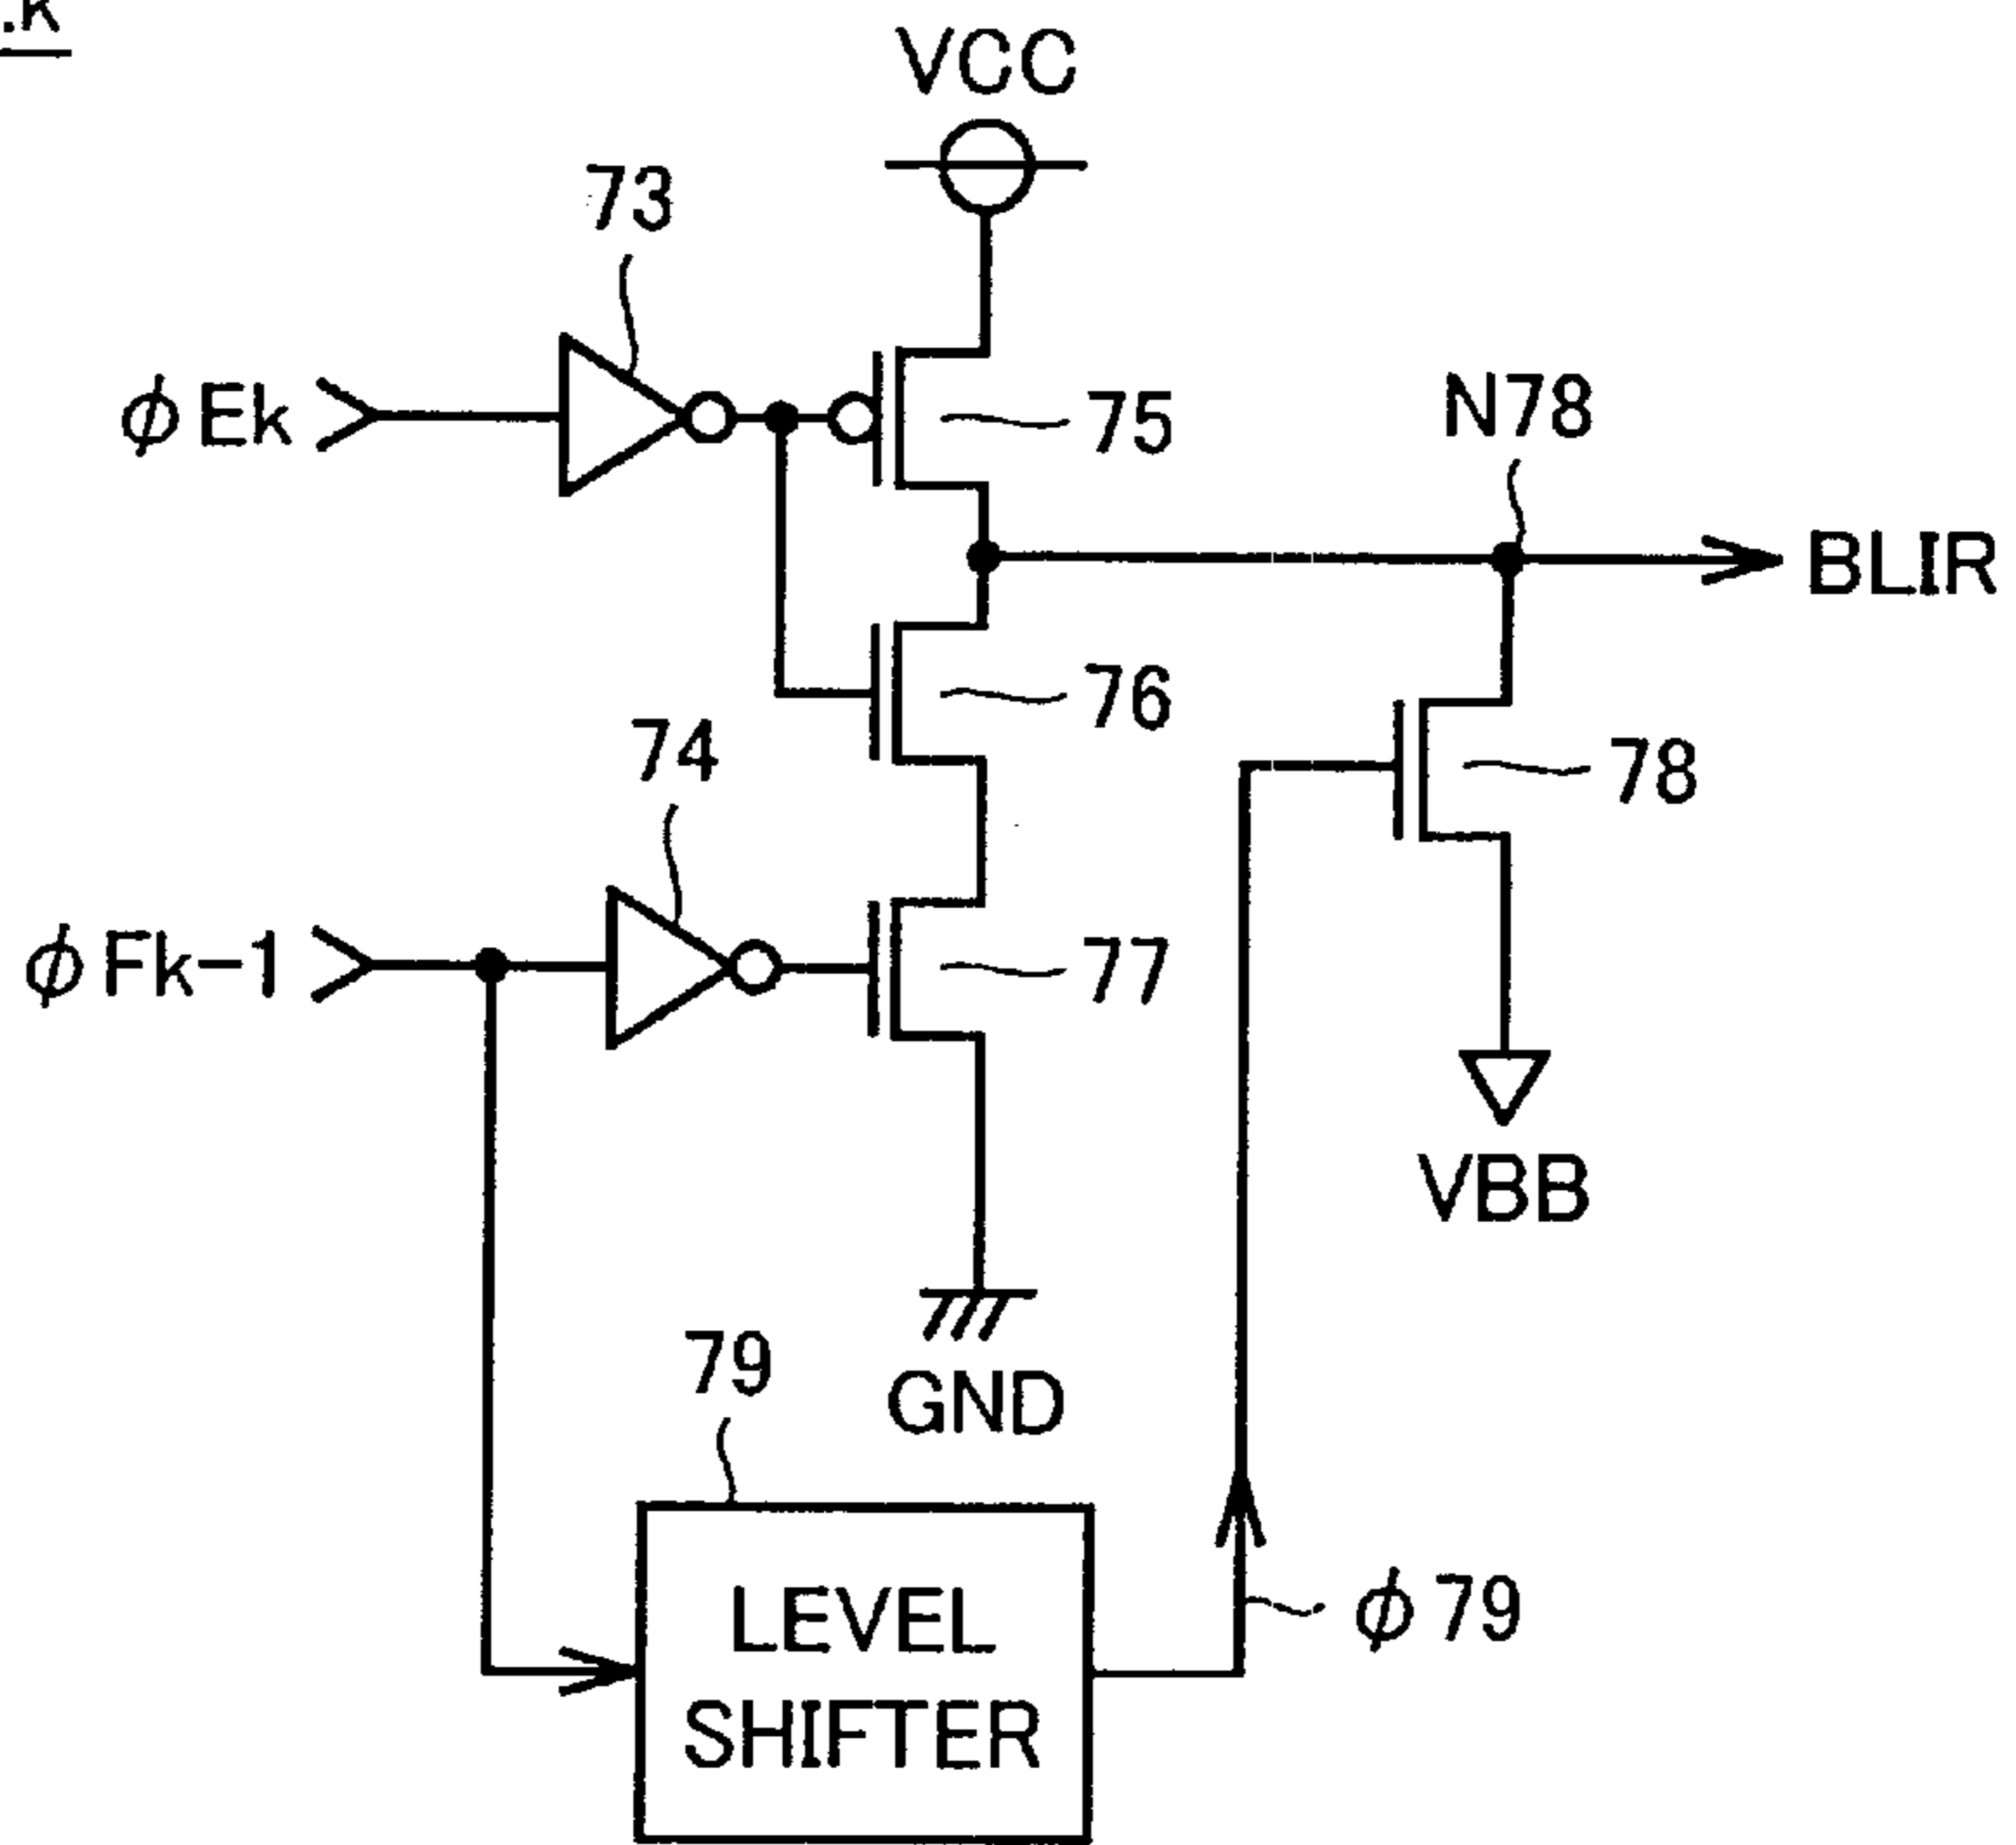 .k
VCC
73
φEk
75
N78
BLIR
76
74
78
φFk-1
77
VBB
GND
79
LEVEL
SHIFTER
φ79